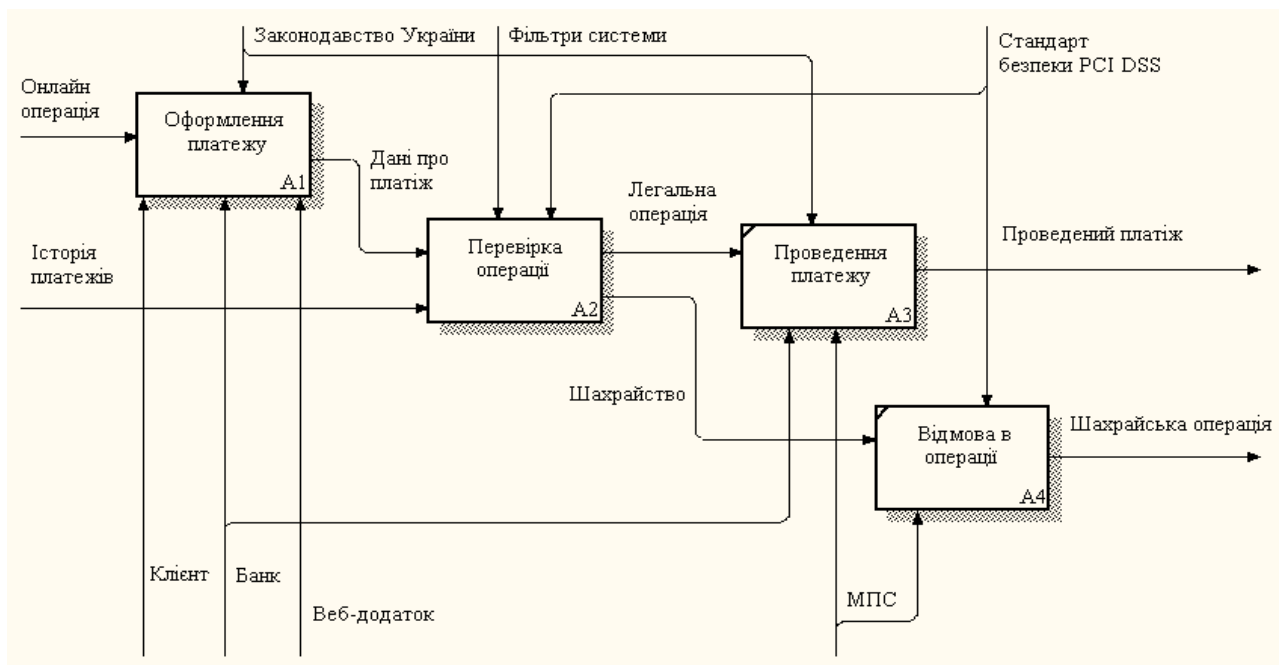 Законодавство України
Фільтри системи
Стандарт
безпеки PCI DSS
Онлайн
операція
Оформлення
платежу
A1
Дані про
платіж
Легальна
операція
Історія
платежів
Перевірка
операції
A2
Проведення
платежу
A3
Проведений платіж
Шахрайство
Відмова в
операції
A4
Шахрайська операція
Клієнт
Банк
Веб-додаток
МПС